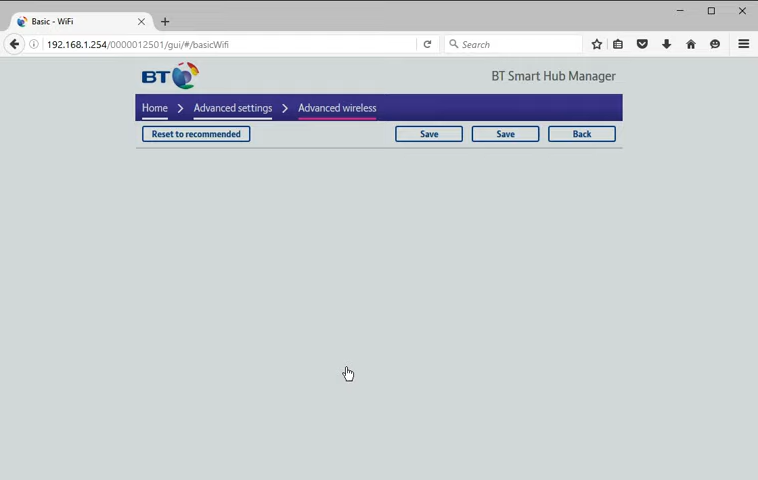 Basic - WiFi
192.168.1.254/0000012501/gui/#/basicWifi
Search
BT
BT Smart Hub Manager
Home > Advanced settings > Advanced wireless
Reset to recommended Save Save Back